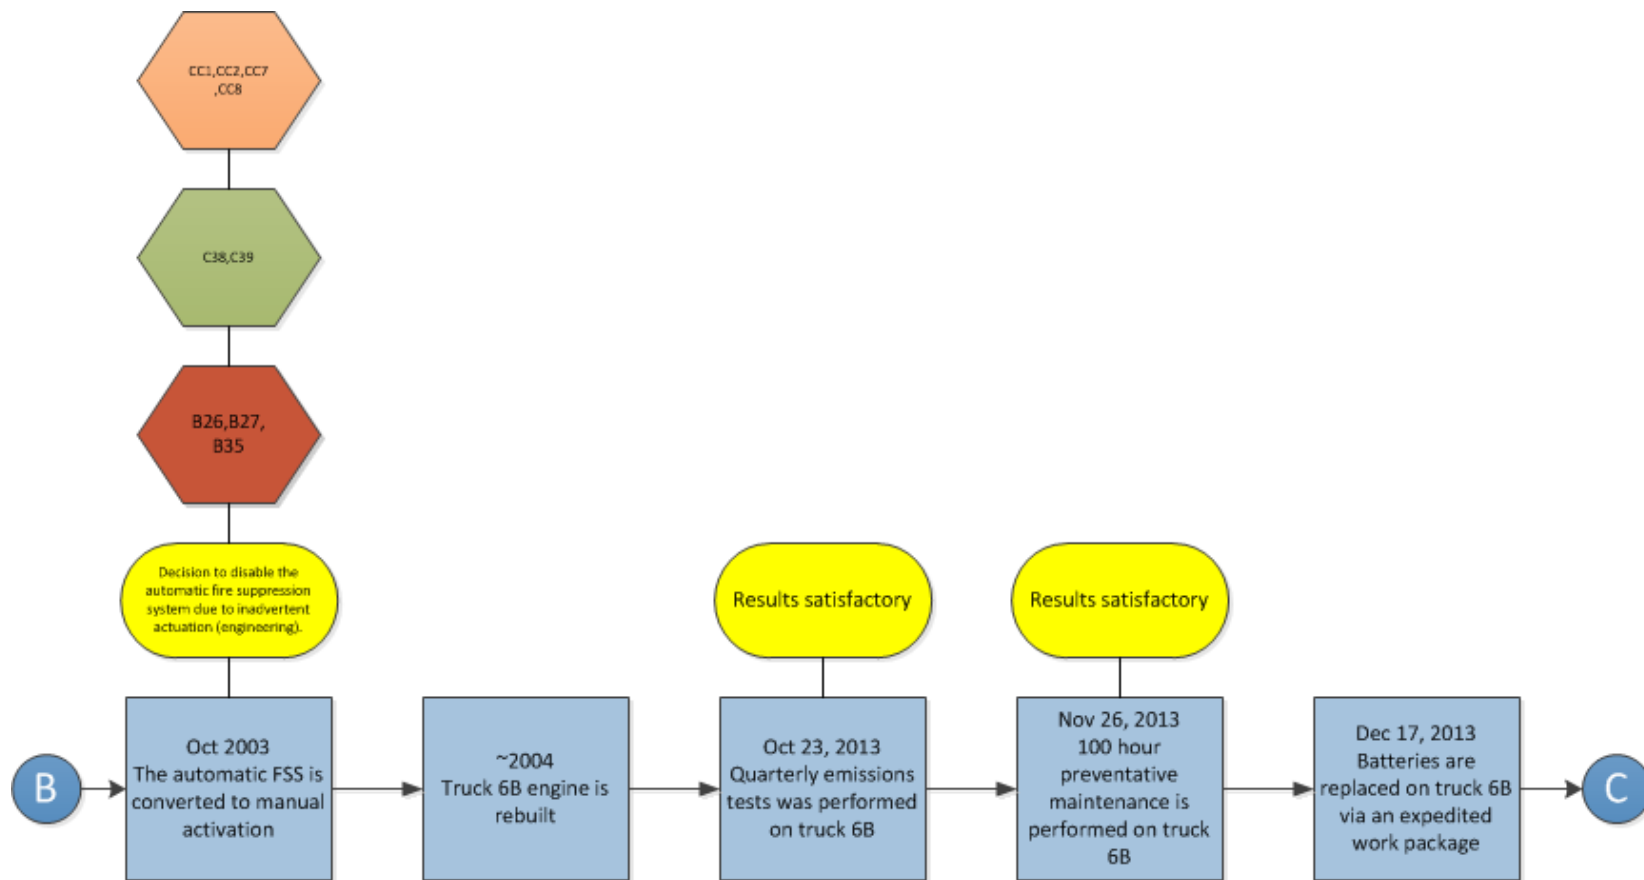 CC1,CC2,CC7
,CC8
C38,C39
B26,B27,
B35
Decision to disable the
automatic fire suppression
system due to inadvertent
actuation (engineering).
Results satisfactory
Results satisfactory
B
Oct 2003
The automatic FSS is
converted to manual
activation
~2004
Truck 6B engine is
rebuilt
Oct 23, 2013
Quarterly emissions
tests was performed
on truck 6B
Nov 26, 2013
100 hour
preventative
maintenance is
performed on truck
6B
Dec 17, 2013
Batteries are
replaced on truck 6B
via an expedited
work package
C